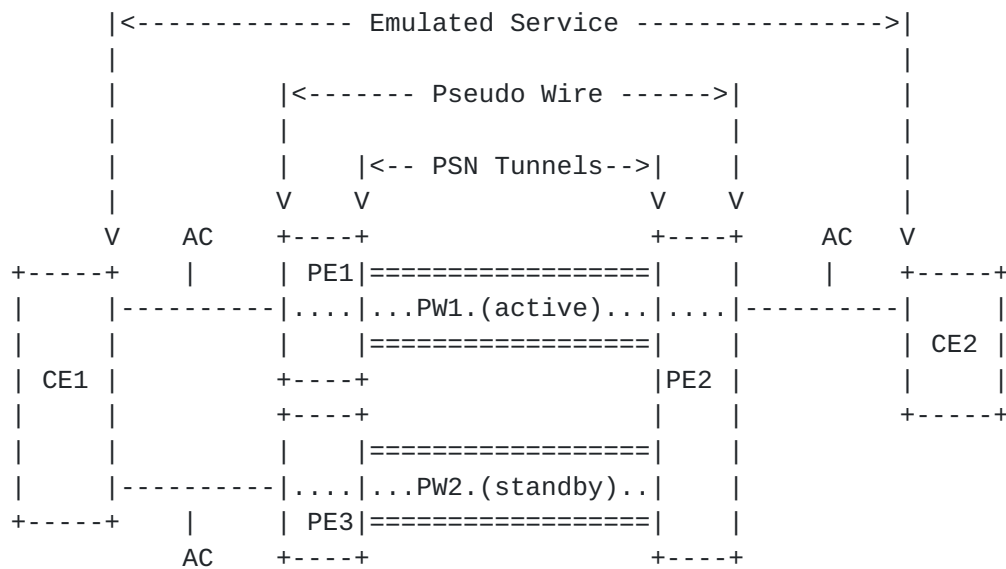 |<-------------- Emulated Service ---------------->|
|                                                  |
|          |<------- Pseudo Wire ------>|          |
|          |                            |          |
|          |    |<-- PSN Tunnels-->|    |          |
|          V    V                  V    V          |
V    AC    +----+                  +----+     AC   V
+-----+    |     | PE1|==================|    |     |    +-----+
|     |----------|....|...PW1.(active)...|....|----------|     |
|     |          |    |==================|    |          | CE2 |
| CE1 |          +----+                  |PE2 |          |     |
|     |          +----+                  |    |          +-----+
|     |          |    |==================|    |
|     |----------|....|...PW2.(standby)..|    |
+-----+    |     | PE3|==================|    |
AC    +----+                  +----+